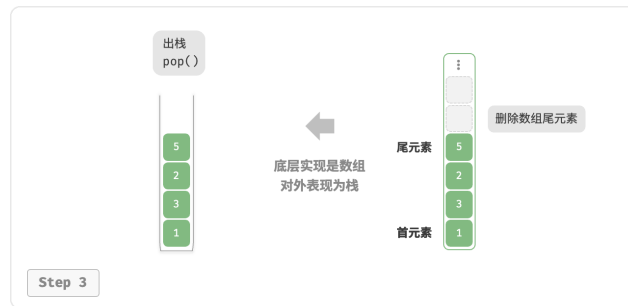 出栈
pop()
5
2
3
1
底层实现是数组
对外表现为栈
⋮
删除数组尾元素
尾元素 5
2
3
首元素 1
Step 3